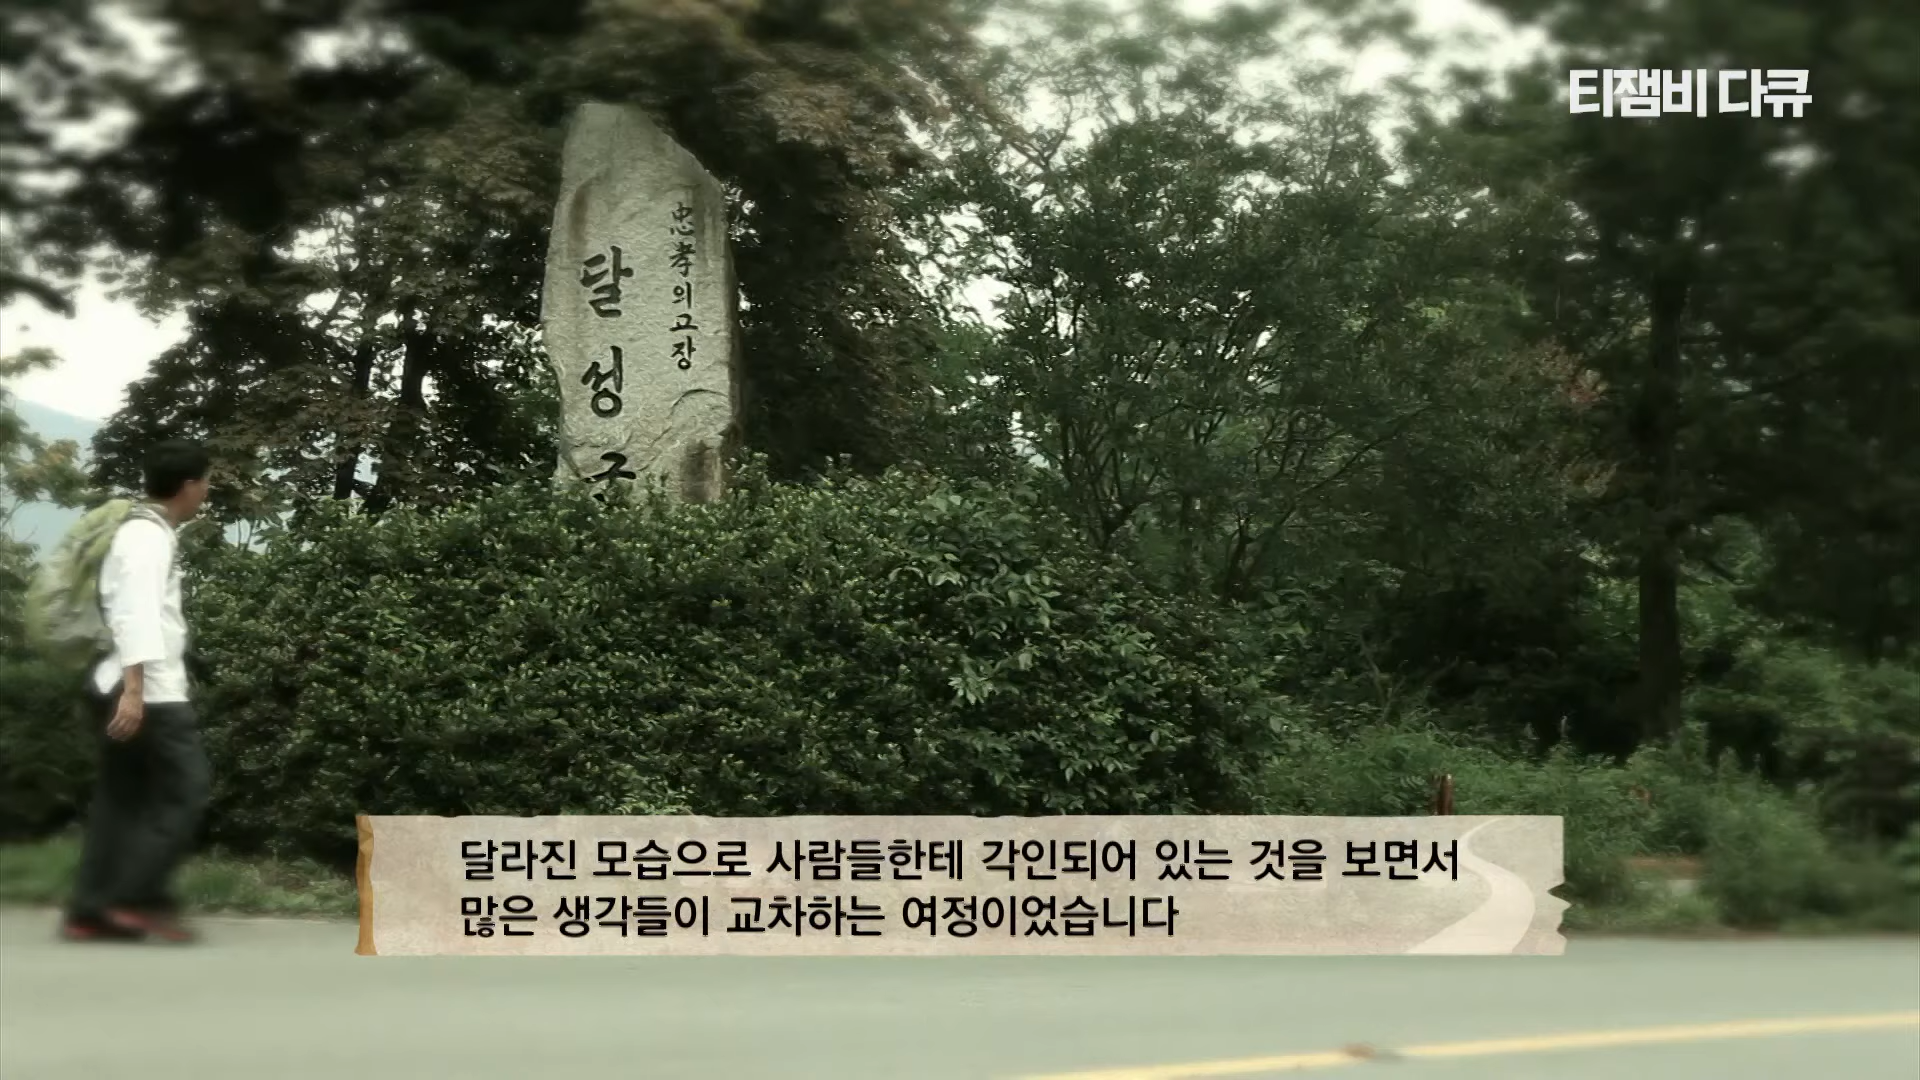 티잼비 다큐
忠孝의 고장
달성군
달라진 모습으로 사람들한테 각인되어 있는 것을 보면서
많은 생각들이 교차하는 여정이었습니다